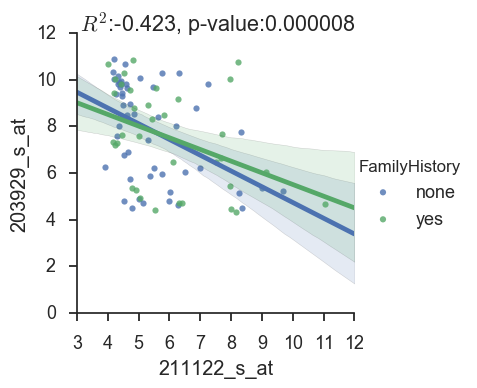 R²:-0.423, p-value:0.000008
12
10
8
6
4
2
0
203929_s_at
3 4 5 6 7 8 9 10 11 12
211122_s_at
FamilyHistory
none
yes